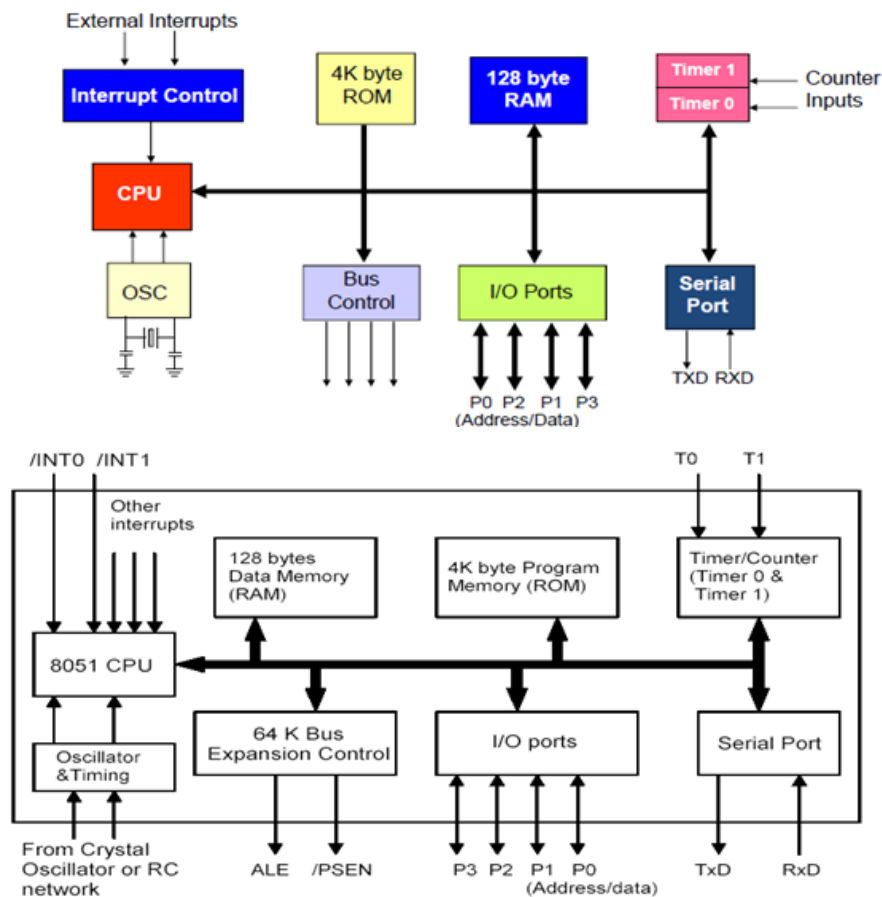 External Interrupts
Interrupt Control
4K byte
ROM
128 byte
RAM
Timer 1
Timer 0
Counter
Inputs
CPU
OSC
Bus
Control
I/O Ports
Serial
Port
P0 P2 P1 P3
(Address/Data)
TXD RXD
/INT0 /INT1
T0 T1
Other
interrupts
128 bytes
Data Memory
(RAM)
4K byte Program
Memory (ROM)
Timer/Counter
(Timer 0 &
Timer 1)
8051 CPU
Oscillator
&Timing
64 K Bus
Expansion Control
I/O ports
Serial Port
From Crystal
Oscillator or RC
network
ALE /PSEN
P3 P2 P1 P0
(Address/data)
TxD RxD